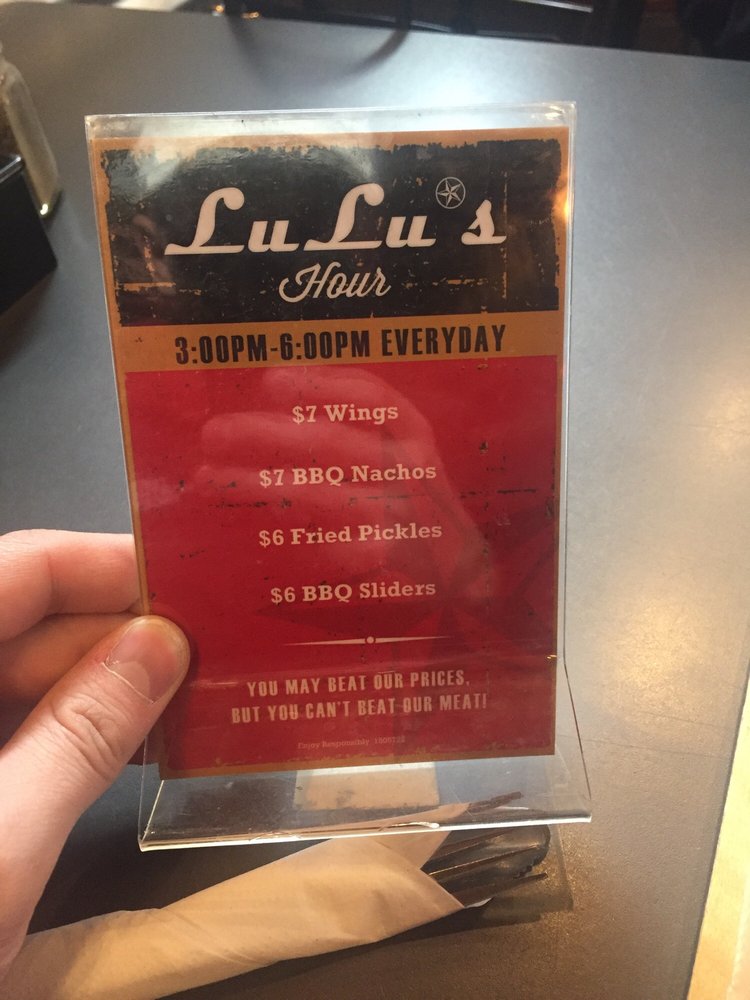 LuLu's
Hour
3:00PM-6:00PM EVERYDAY
$7 Wings
$7 BBQ Nachos
$6 Fried Pickles
$6 BBQ Sliders
YOU MAY BEAT OUR PRICES,
BUT YOU CAN'T BEAT OUR MEAT!
Enjoy Responsibly